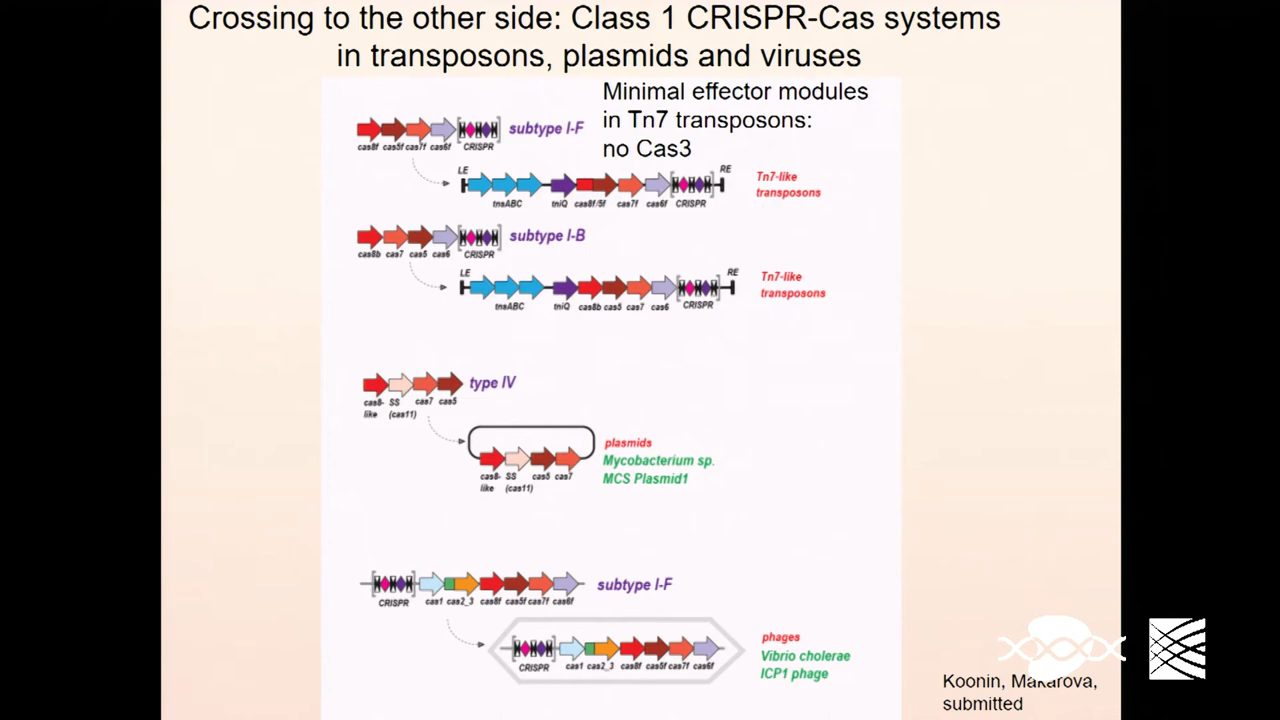 Crossing to the other side: Class 1 CRISPR-Cas systems
in transposons, plasmids and viruses
Minimal effector modules
in Tn7 transposons:
no Cas3
subtype I-F
cas8f cas5f cas7f cas6f CRISPR
LE RE
Tn7-like
transposons
tnsABC tniQ cas8f/5f cas7f cas6f CRISPR
subtype I-B
cas8b cas7 cas5 cas6 CRISPR
LE RE
Tn7-like
transposons
tnsABC tniQ cas8b cas5 cas7 cas6 CRISPR
type IV
cas8- SS cas7 cas5
like (cas11)
plasmids
Mycobacterium sp.
MCS Plasmid1
cas8- SS cas5 cas7
like (cas11)
subtype I-F
CRISPR cas1 cas2_3 cas8f cas5f cas7f cas6f
phages
Vibrio cholerae
ICP1 phage
CRISPR cas1 cas2_3 cas8f cas5f cas7f cas6f
Koonin, Makarova,
submitted